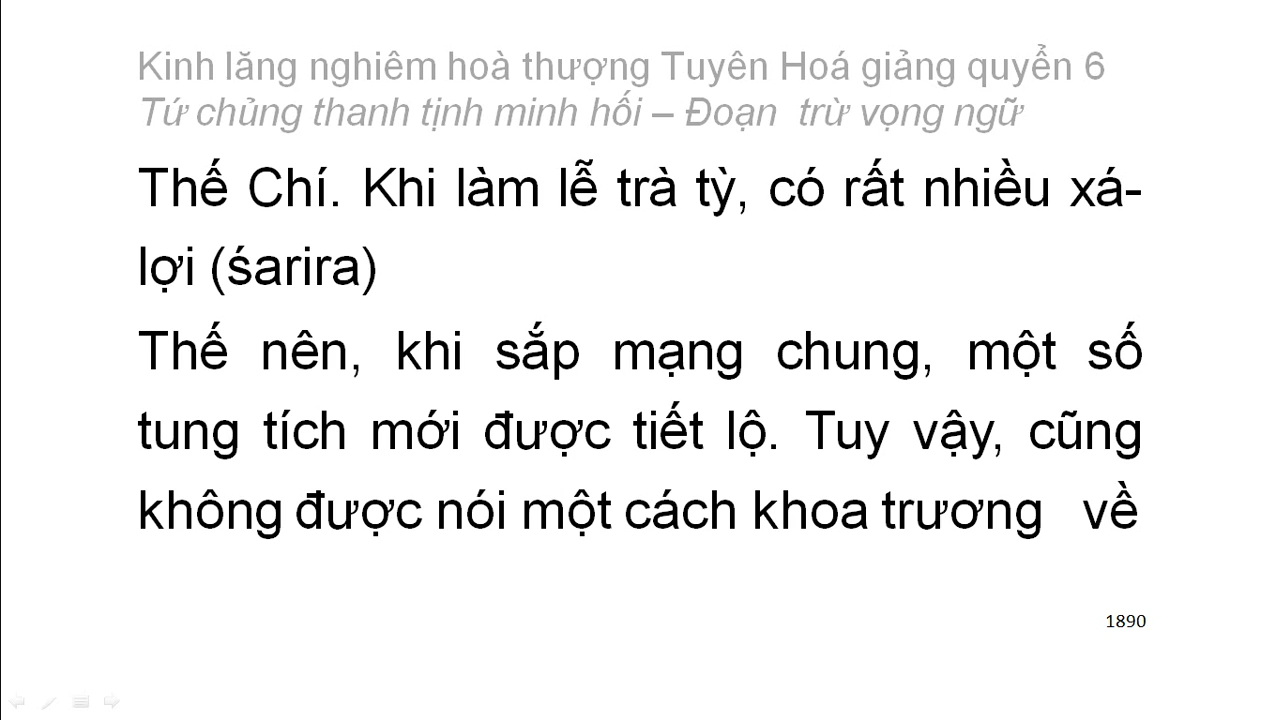 Kinh lăng nghiêm hoà thượng Tuyên Hoá giảng quyển 6
Tứ chủng thanh tịnh minh hối – Đoạn trừ vọng ngữ
Thế Chí. Khi làm lễ trà tỳ, có rất nhiều xá-
lợi (śarira)
Thế nên, khi sắp mạng chung, một số
tung tích mới được tiết lộ. Tuy vậy, cũng
không được nói một cách khoa trương về
1890